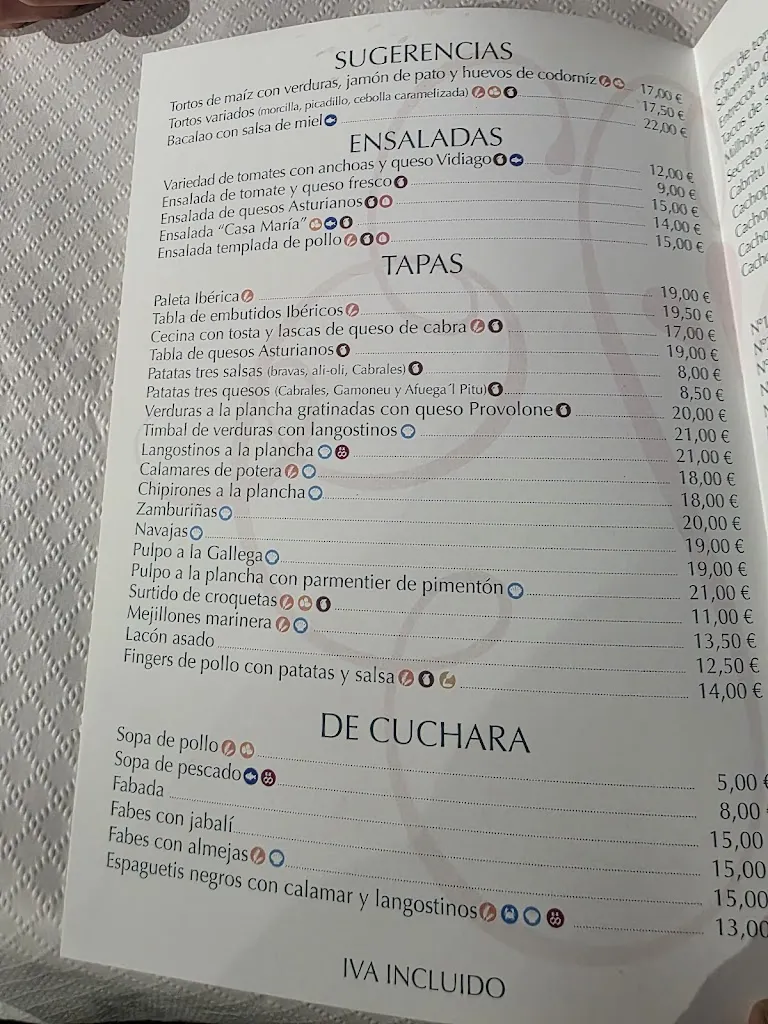 SUGERENCIAS
Tortos de maíz con verduras, jamón de pato y huevos de codorníz 17,00 €
Tortos variados (morcilla, picadillo, cebolla caramelizada) 17,50 €
Bacalao con salsa de miel 22,00 €
ENSALADAS
Variedad de tomates con anchoas y queso Vidiago 12,00 €
Ensalada de tomate y queso fresco 9,00 €
Ensalada de quesos Asturianos 15,00 €
Ensalada “Casa María” 14,00 €
Ensalada templada de pollo 15,00 €
TAPAS
Paleta Ibérica 19,00 €
Tabla de embutidos Ibéricos 19,50 €
Cecina con tosta y lascas de queso de cabra 17,00 €
Tabla de quesos Asturianos 19,00 €
Patatas tres salsas (bravas, ali-oli, Cabrales) 8,00 €
Patatas tres quesos (Cabrales, Gamoneu y Afuega´l Pitu) 8,50 €
Verduras a la plancha gratinadas con queso Provolone 20,00 €
Timbal de verduras con langostinos 21,00 €
Langostinos a la plancha 21,00 €
Calamares de potera 18,00 €
Chipirones a la plancha 18,00 €
Zamburiñas 20,00 €
Navajas 19,00 €
Pulpo a la Gallega 19,00 €
Pulpo a la plancha con parmentier de pimentón 21,00 €
Surtido de croquetas 11,00 €
Mejillones marinera 13,50 €
Lacón asado 12,50 €
Fingers de pollo con patatas y salsa 14,00 €
DE CUCHARA
Sopa de pollo 5,00 €
Sopa de pescado 8,00
Fabada 15,00
Fabes con jabalí 15,00
Fabes con almejas 15,00
Espaguetis negros con calamar y langostinos 13,00
IVA INCLUIDO
Solomillo
Entrecot
Tacos de
Milhojas
Secreto
Cabritu
Nº1